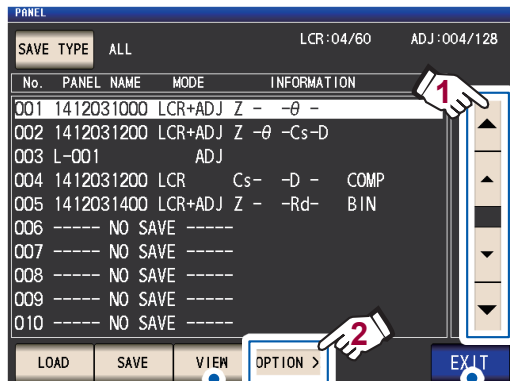 PANEL
SAVE TYPE ALL LCR:04/60 ADJ:004/128
No. PANEL NAME MODE INFORMATION
001 1412031000 LCR+ADJ Z - -θ -
002 1412031200 LCR+ADJ Z -θ -Cs-D
003 L-001 ADJ
004 1412031200 LCR Cs- -D - COMP
005 1412031400 LCR+ADJ Z - -Rd- BIN
006 ----- NO SAVE -----
007 ----- NO SAVE -----
008 ----- NO SAVE -----
009 ----- NO SAVE -----
010 ----- NO SAVE -----
1
2
LOAD SAVE VIEW OPTION > EXIT